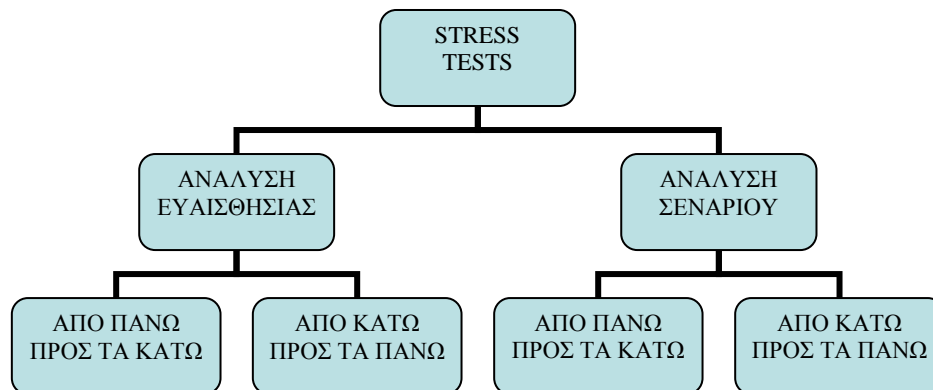 STRESS
TESTS
ΑΝΑΛΥΣΗ
ΕΥΑΙΣΘΗΣΙΑΣ
ΑΝΑΛΥΣΗ
ΣΕΝΑΡΙΟΥ
ΑΠΟ ΠΑΝΩ
ΠΡΟΣ ΤΑ ΚΑΤΩ
ΑΠΟ ΚΑΤΩ
ΠΡΟΣ ΤΑ ΠΑΝΩ
ΑΠΟ ΠΑΝΩ
ΠΡΟΣ ΤΑ ΚΑΤΩ
ΑΠΟ ΚΑΤΩ
ΠΡΟΣ ΤΑ ΠΑΝΩ